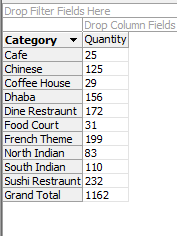 Drop Filter Fields Here
Drop Column Fields
Category Quantity
Cafe 25
Chinese 125
Coffee House 29
Dhaba 156
Dine Restraunt 172
Food Court 31
French Theme 199
North Indian 83
South Indian 110
Sushi Restraunt 232
Grand Total 1162